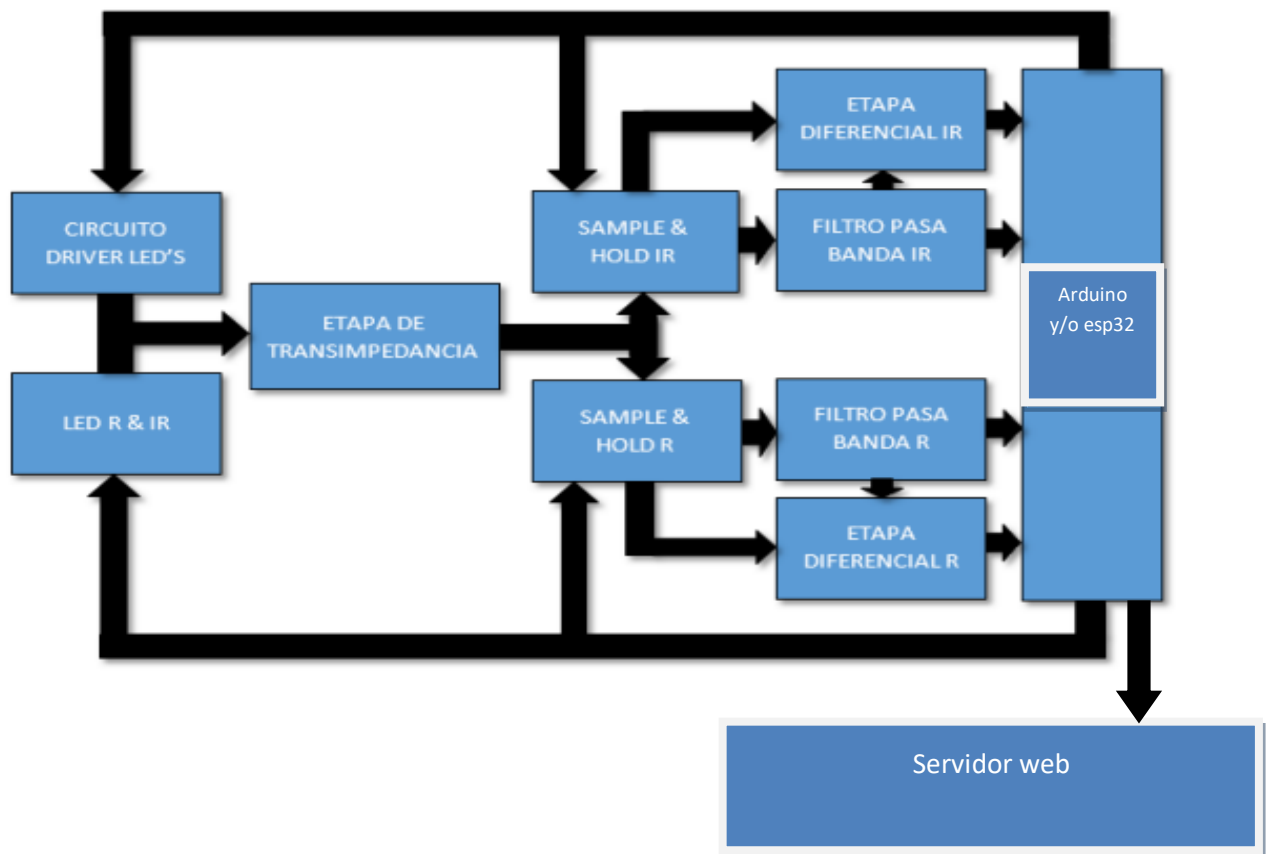 ETAPA
DIFERENCIAL IR
CIRCUITO
DRIVER LED'S
SAMPLE &
HOLD IR
FILTRO PASA
BANDA IR
Arduino
y/o esp32
ETAPA DE
TRANSIMPEDANCIA
LED R & IR
SAMPLE &
HOLD R
FILTRO PASA
BANDA R
ETAPA
DIFERENCIAL R
Servidor web